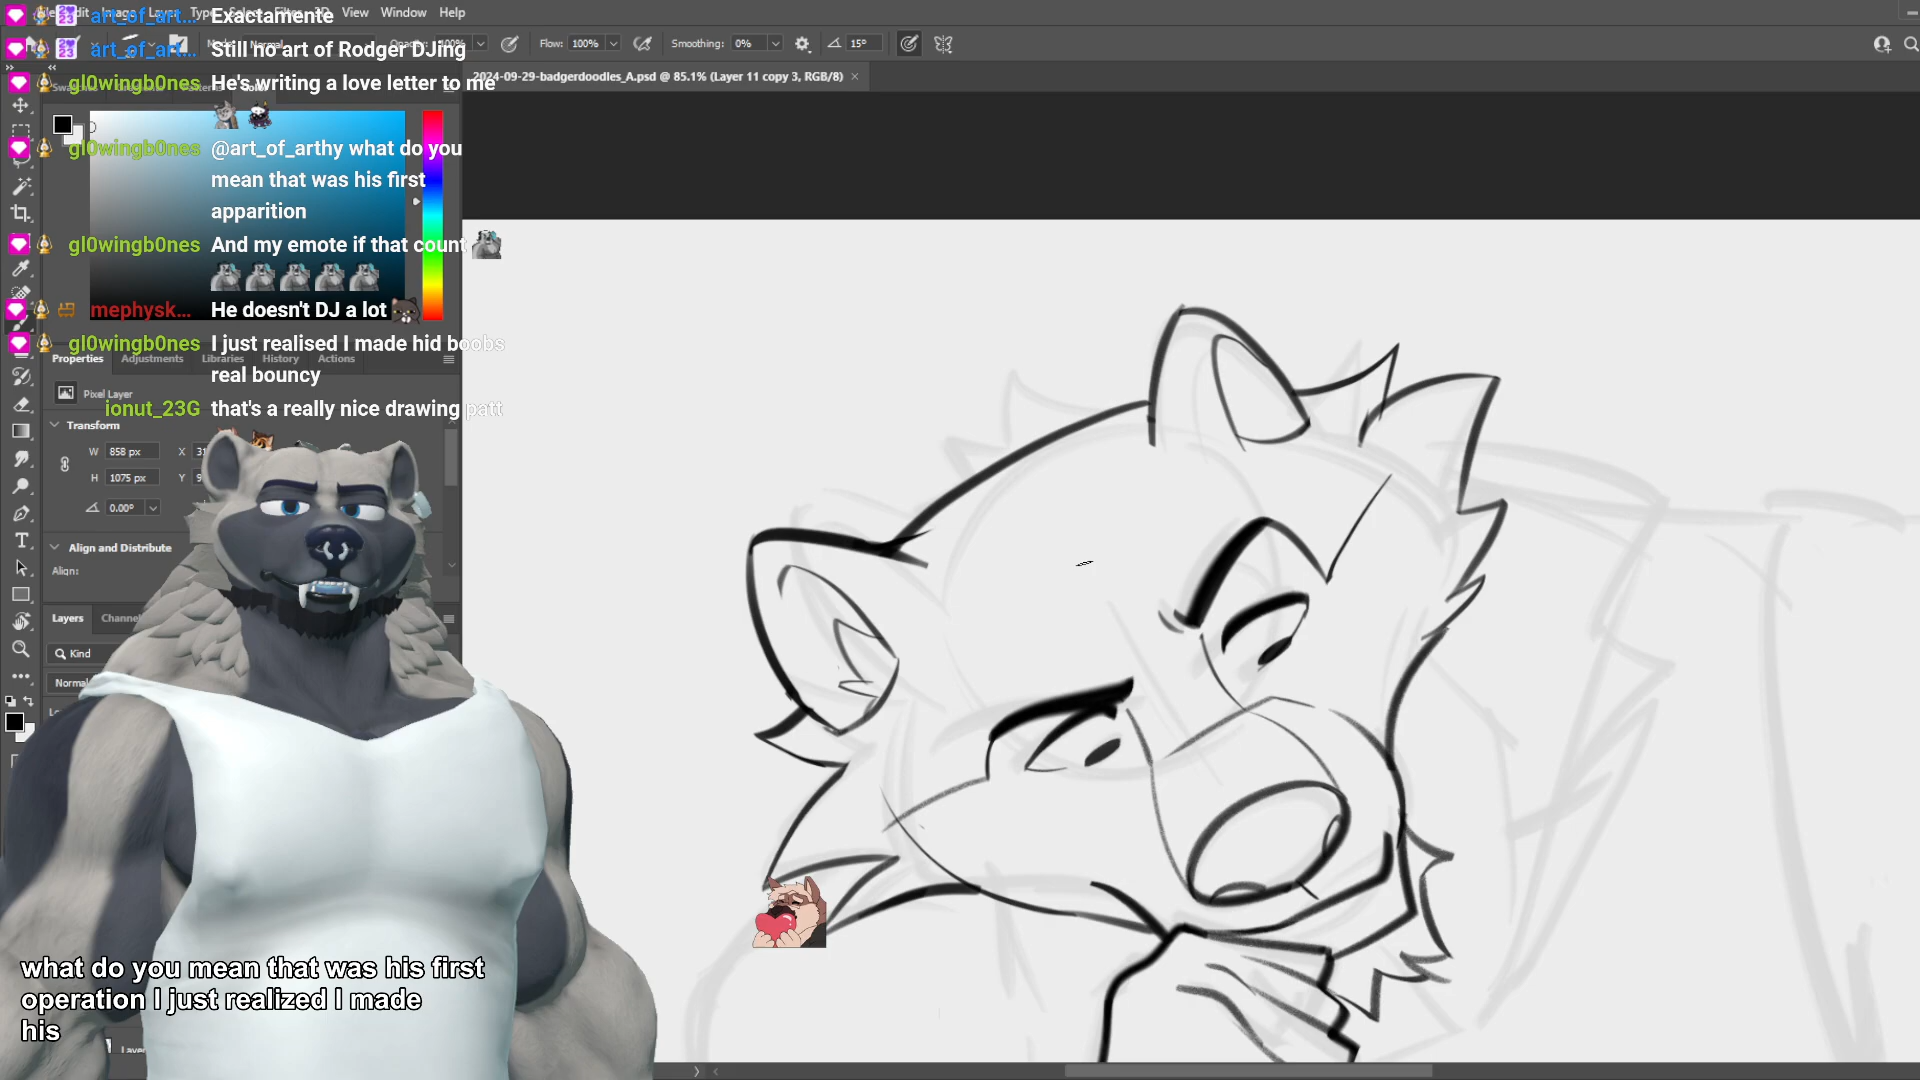 art_of_art... Exactamente
View Window Help
art_of_art... Still no art of Rodger DJing
Flow: 100% Smoothing: 0% 15°
gl0wingb0nes He's writing a love letter to me
2024-09-29-badgerdoodles_A.psd @ 85.1% (Layer 11 copy 3, RGB/8) ×
gl0wingb0nes @art_of_arthy what do you
mean that was his first
apparition
gl0wingb0nes And my emote if that count
mephysk... He doesn't DJ a lot
gl0wingb0nes I just realised I made hid boobs
real bouncy
Properties Adjustments Libraries History Actions
Pixel Layer
ionut_23G that's a really nice drawing patt
Transform
W 858 px X
H 1075 px Y
0.00°
Align and Distribute
Align:
Layers
Kind
Normal
what do you mean that was his first
operation I just realized I made
his